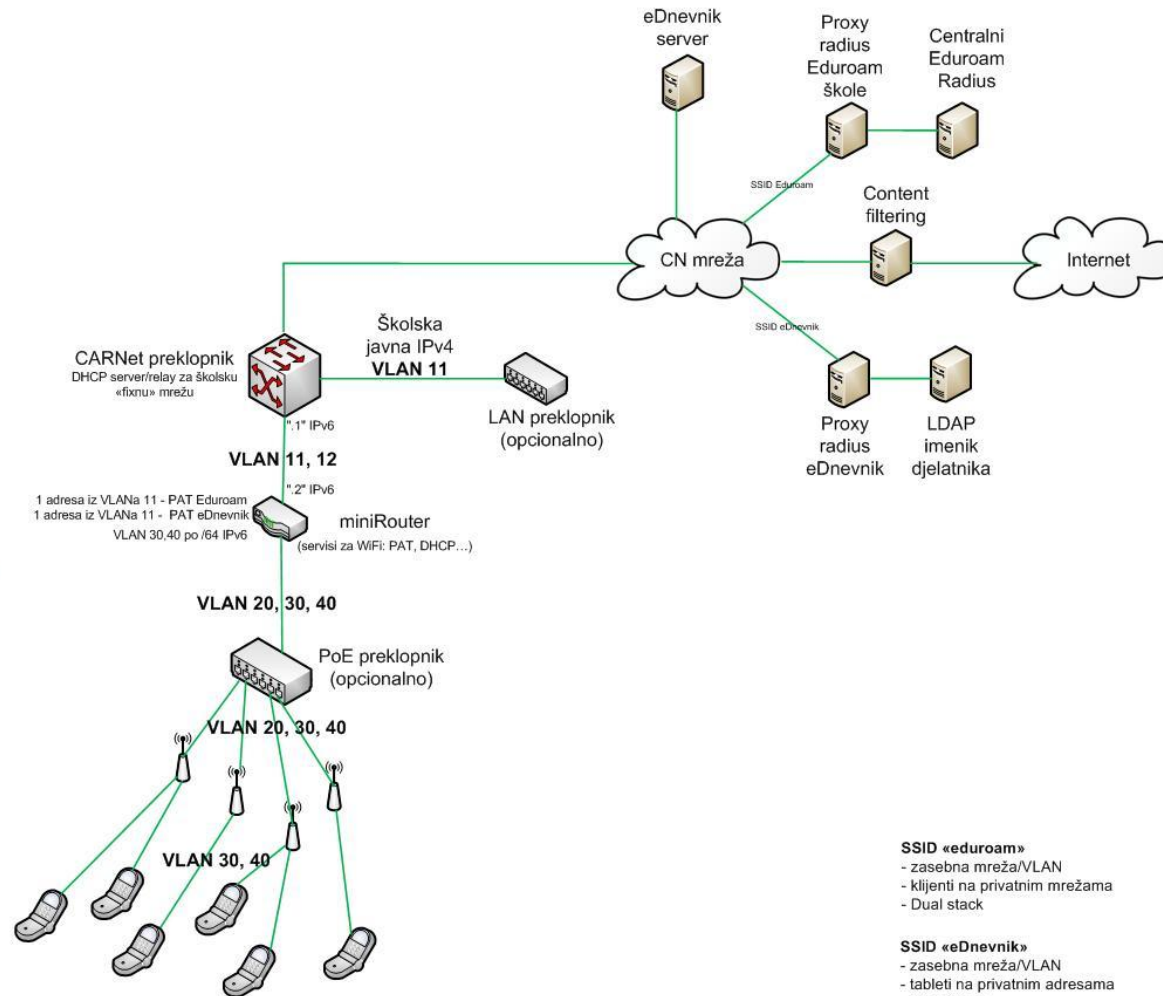 eDnevnik
server
Proxy
radius
Eduroam
škole
Centralni
Eduroam
Radius
SSID Eduroam
Content
filtering
CN mreža
Internet
SSID eDnevnik
Proxy
radius
eDnevnik
LDAP
imenik
djelatnika
CARNet preklopnik
DHCP server/relay za školsku
«fixnu» mrežu
Školska
javna IPv4
VLAN 11
LAN preklopnik
(opcionalno)
".1" IPv6
VLAN 11, 12
".2" IPv6
1 adresa iz VLANa 11 - PAT Eduroam
1 adresa iz VLANa 11 - PAT eDnevnik
VLAN 30,40 po /64 IPv6
miniRouter
(servisi za WiFi: PAT, DHCP...)
VLAN 20, 30, 40
PoE preklopnik
(opcionalno)
VLAN 20, 30, 40
VLAN 30, 40
SSID «eduroam»
- zasebna mreža/VLAN
- klijenti na privatnim mrežama
- Dual stack
SSID «eDnevnik»
- zasebna mreža/VLAN
- tableti na privatnim adresama